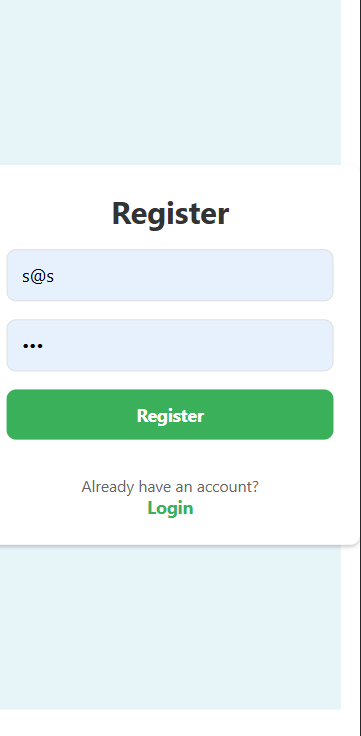 Register
s@s
•••
Register
Already have an account?
Login